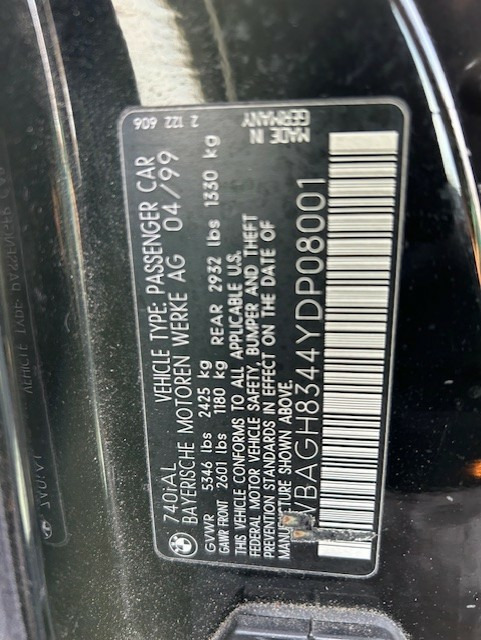 740iAL VEHICLE TYPE: PASSENGER CAR
BAYERISCHE MOTOREN WERKE AG 04/99
GVWR 5346 lbs 2425 kg
GAWR FRONT 2601 lbs 1180 kg REAR 2932 lbs 1330 kg
THIS VEHICLE CONFORMS TO ALL APPLICABLE U.S.
FEDERAL MOTOR VEHICLE SAFETY, BUMPER AND THEFT
PREVENTION STANDARDS IN EFFECT ON THE DATE OF
MANUFACTURE SHOWN ABOVE.
WBAGH8344YDP08001
Z 122 606
MADE IN
GERMANY